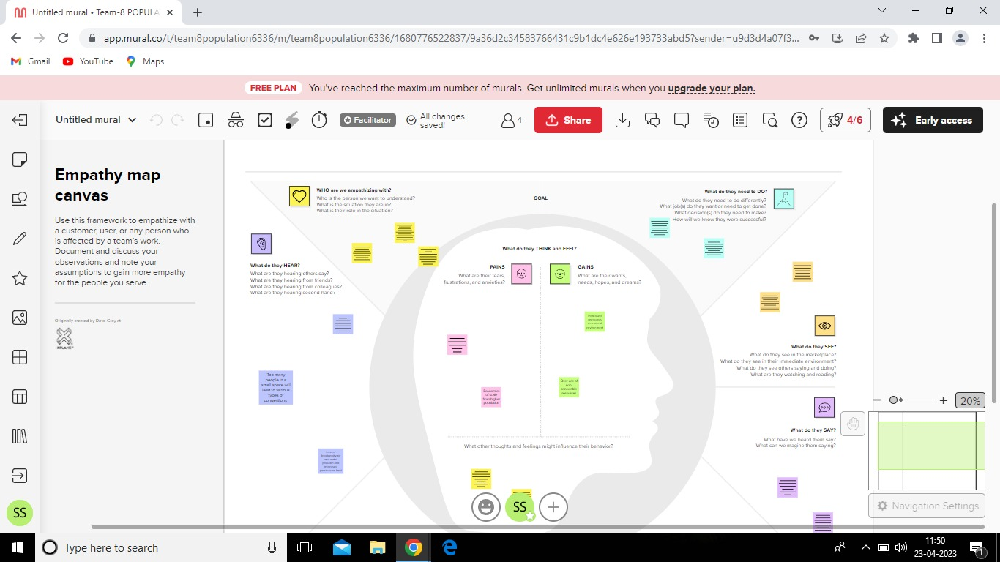 Untitled mural • Team-8 POPULA
app.mural.co/t/team8population6336/m/team8population6336/1680776522837/9a36d2c34583766431c9b1dc4e626e193733abd5?sender=u9d3d4a07f3...
Gmail
YouTube
Maps
FREE PLAN You've reached the maximum number of murals. Get unlimited murals when you upgrade your plan.
Untitled mural
Facilitator
All changes
saved!
4
Share
4/6
Early access
Empathy map
canvas
Use this framework to empathize with
a customer, user, or any person who
is affected by a team's work.
Document and discuss your
observations and note your
assumptions to gain more empathy
for the people you serve.
Originally created by Dave Gray at
XPLANE
WHO are we empathizing with?
Who is the person we want to understand?
What is the situation they are in?
What is their role in the situation?
GOAL
What do they need to DO?
What do they need to do differently?
What job(s) do they want or need to get done?
What decision(s) do they need to make?
How will we know they were successful?
What do they HEAR?
What are they hearing others say?
What are they hearing from friends?
What are they hearing from colleagues?
What are they hearing second-hand?
What do they THINK and FEEL?
PAINS
What are their fears,
frustrations, and anxieties?
GAINS
What are their wants,
needs, hopes, and dreams?
Increased
pressures
on natural
environment
Too many
people in a
small space will
lead to various
types of
congestions
Economics
of scale
from higher
population
Over-use of
non-
renewable
resources
What do they SEE?
What do they see in the marketplace?
What do they see in their immediate environment?
What do they see others saying and doing?
What are they watching and reading?
What do they SAY?
What have we heard them say?
What can we magine them saying?
What other thoughts and feelings might influence their behavior?
20%
Navigation Settings
SS
SS
Type here to search
11:50
23-04-2023
1